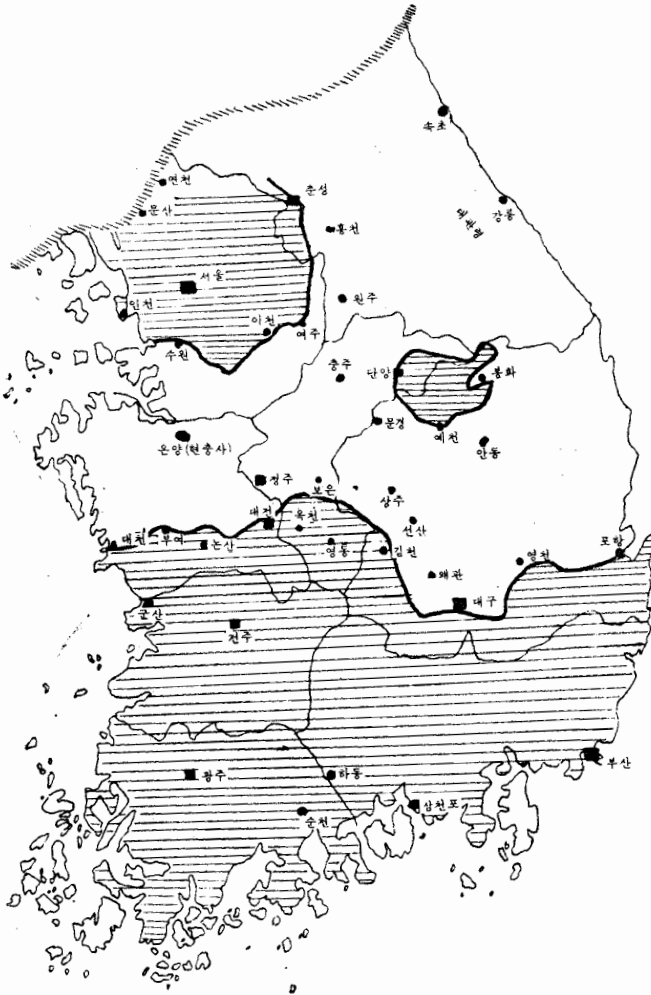 속초
연천
춘성
문산
강릉
홍천
서울
원주
인천
이천
여주
수원
충주
단양
봉화
문경
예천
온양(현충사)
안동
청주
보은
상주
대전
옥천
선산
대천
부여
논산
영동
김천
영천
포항
왜관
군산
대구
전주
부산
광주
하동
삼천포
순천